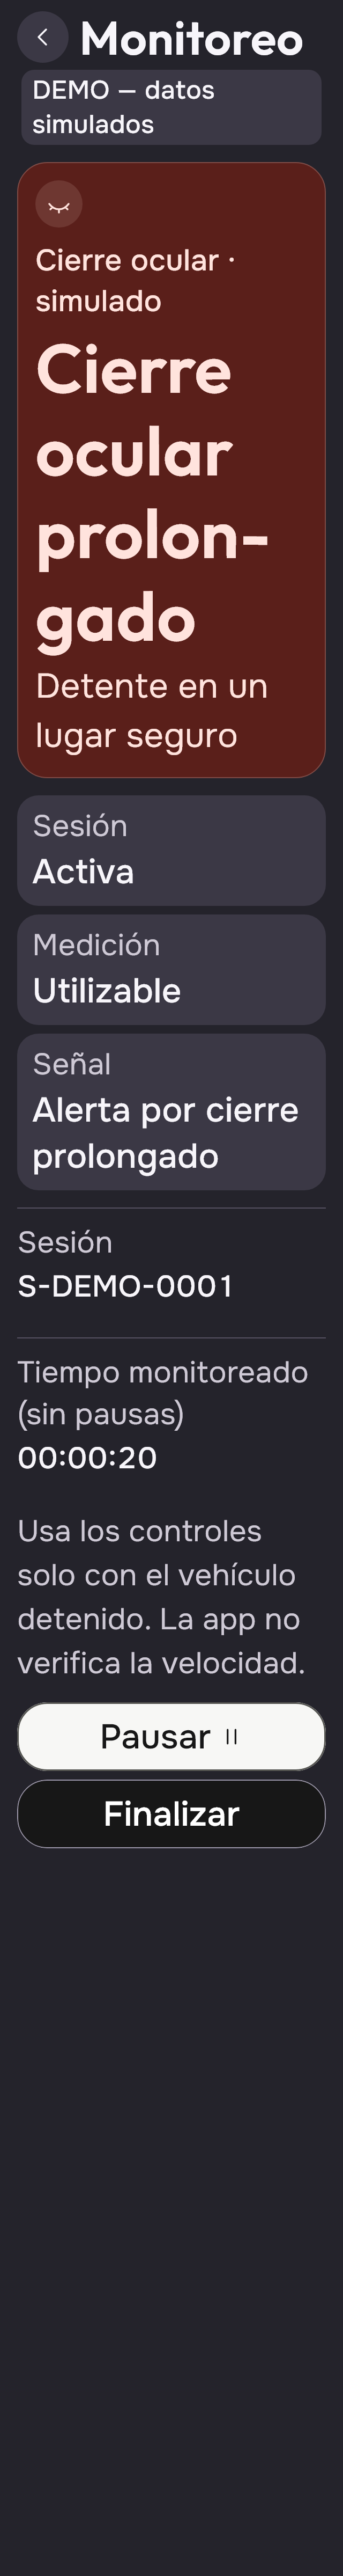 Monitoreo
DEMO — datos
simulados
Cierre ocular ·
simulado
Cierre
ocular
prolon-
gado
Detente en un
lugar seguro
Sesión
Activa
Medición
Utilizable
Señal
Alerta por cierre
prolongado
Sesión
S-DEMO-0001
Tiempo monitoreado
(sin pausas)
00:00:20
Usa los controles
solo con el vehículo
detenido. La app no
verifica la velocidad.
Pausar
Finalizar